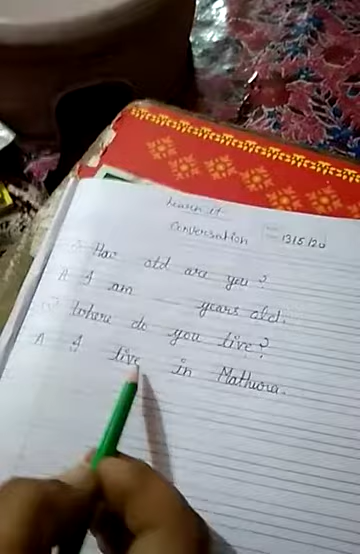 Learn it
Conversation 13/5/20
How old are you?
A I am years old.
Where do you live?
A I live in Mathura.